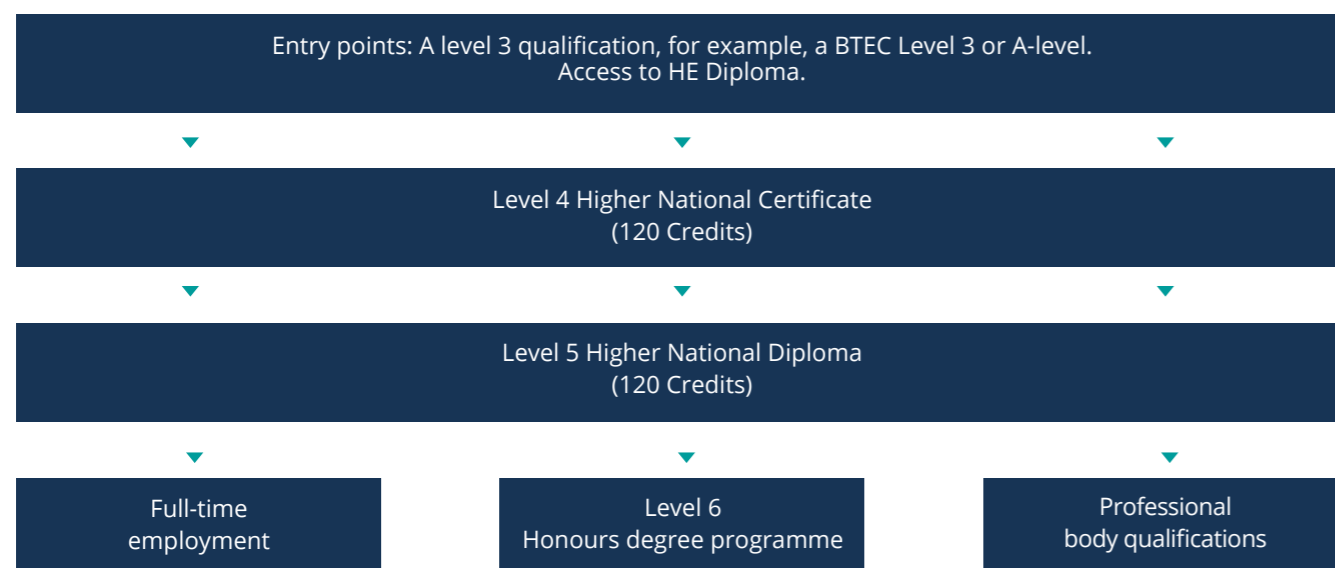 Entry points: A level 3 qualification, for example, a BTEC Level 3 or A-level.
Access to HE Diploma.
Level 4 Higher National Certificate
(120 Credits)
Level 5 Higher National Diploma
(120 Credits)
Full-time
employment
Level 6
Honours degree programme
Professional
body qualifications